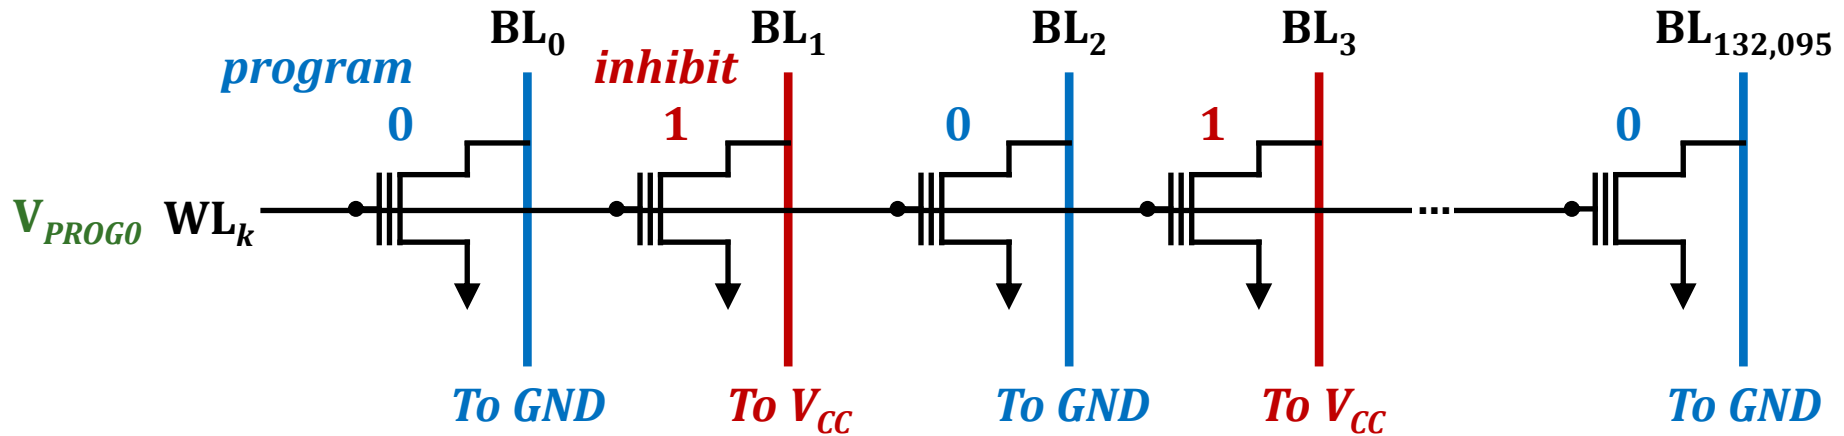 BL0 BL1 BL2 BL3 BL132,095
program inhibit
0 1 0 1 0
VPROG0 WLk ...
To GND To VCC To GND To VCC To GND